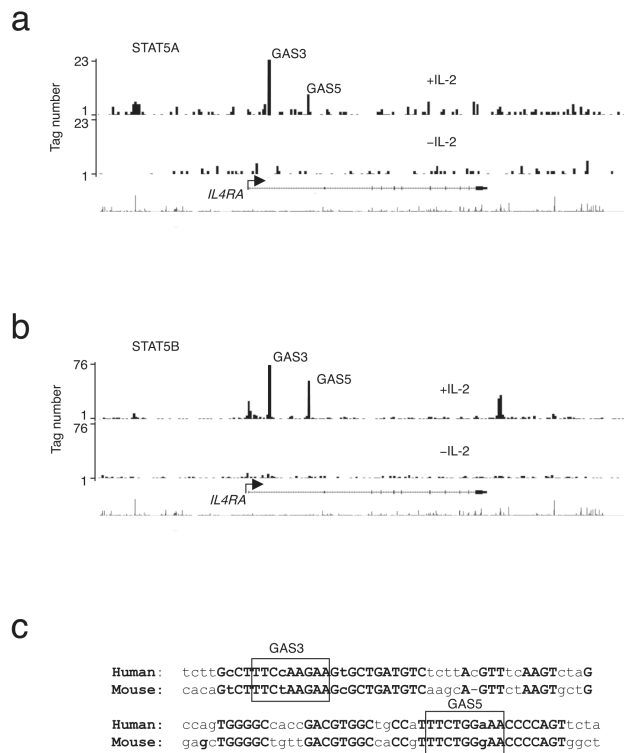 a
STAT5A
GAS3
23
GAS5
+IL-2
Tag number
1
23
−IL-2
1
IL4RA
b
STAT5B
76
GAS3
GAS5
+IL-2
Tag number
1
76
−IL-2
1
IL4RA
c
GAS3
Human: tcttGcCTTTCcAAGAAGtGCTGATGTCtcttAcGTTtcAAGTctaG
Mouse: cacaGtCTTTCtAAGAAGcGCTGATGTCaagcA-GTTctAAGTgctG
GAS5
Human: ccagTGGGGCcaccGACGTGGCTgCCaTTTCTGGaAACCCCAGTtcta
Mouse: gagcTGGGGCtgttGACGTGGCcaCCgTTTCTGGgAACCCCAGTggct